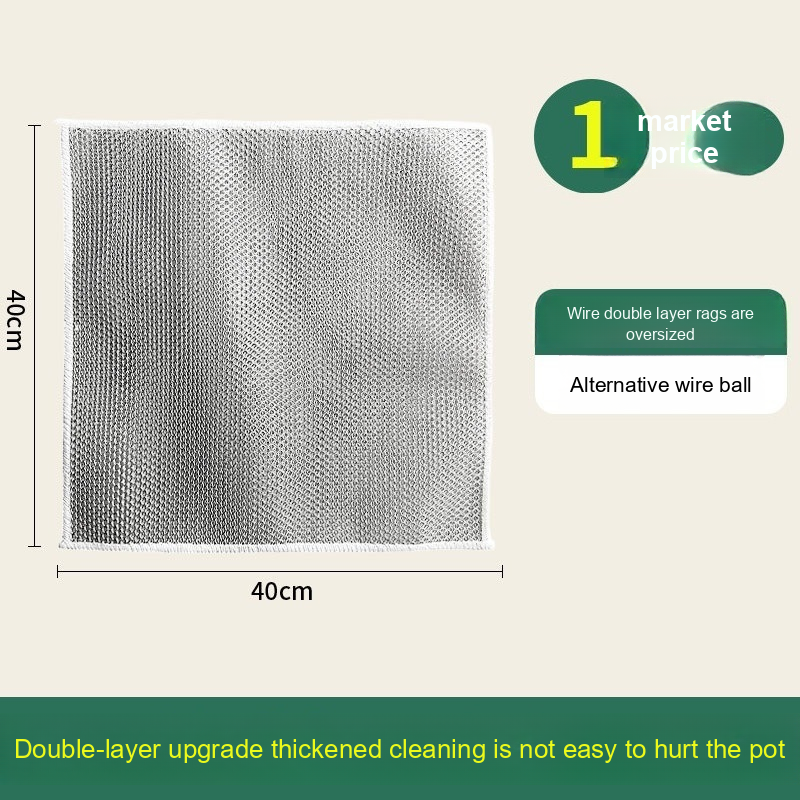 1
market
price
40cm
Wire double layer rags are
oversized
Alternative wire ball
40cm
Double-layer upgrade thickened cleaning is not easy to hurt the pot